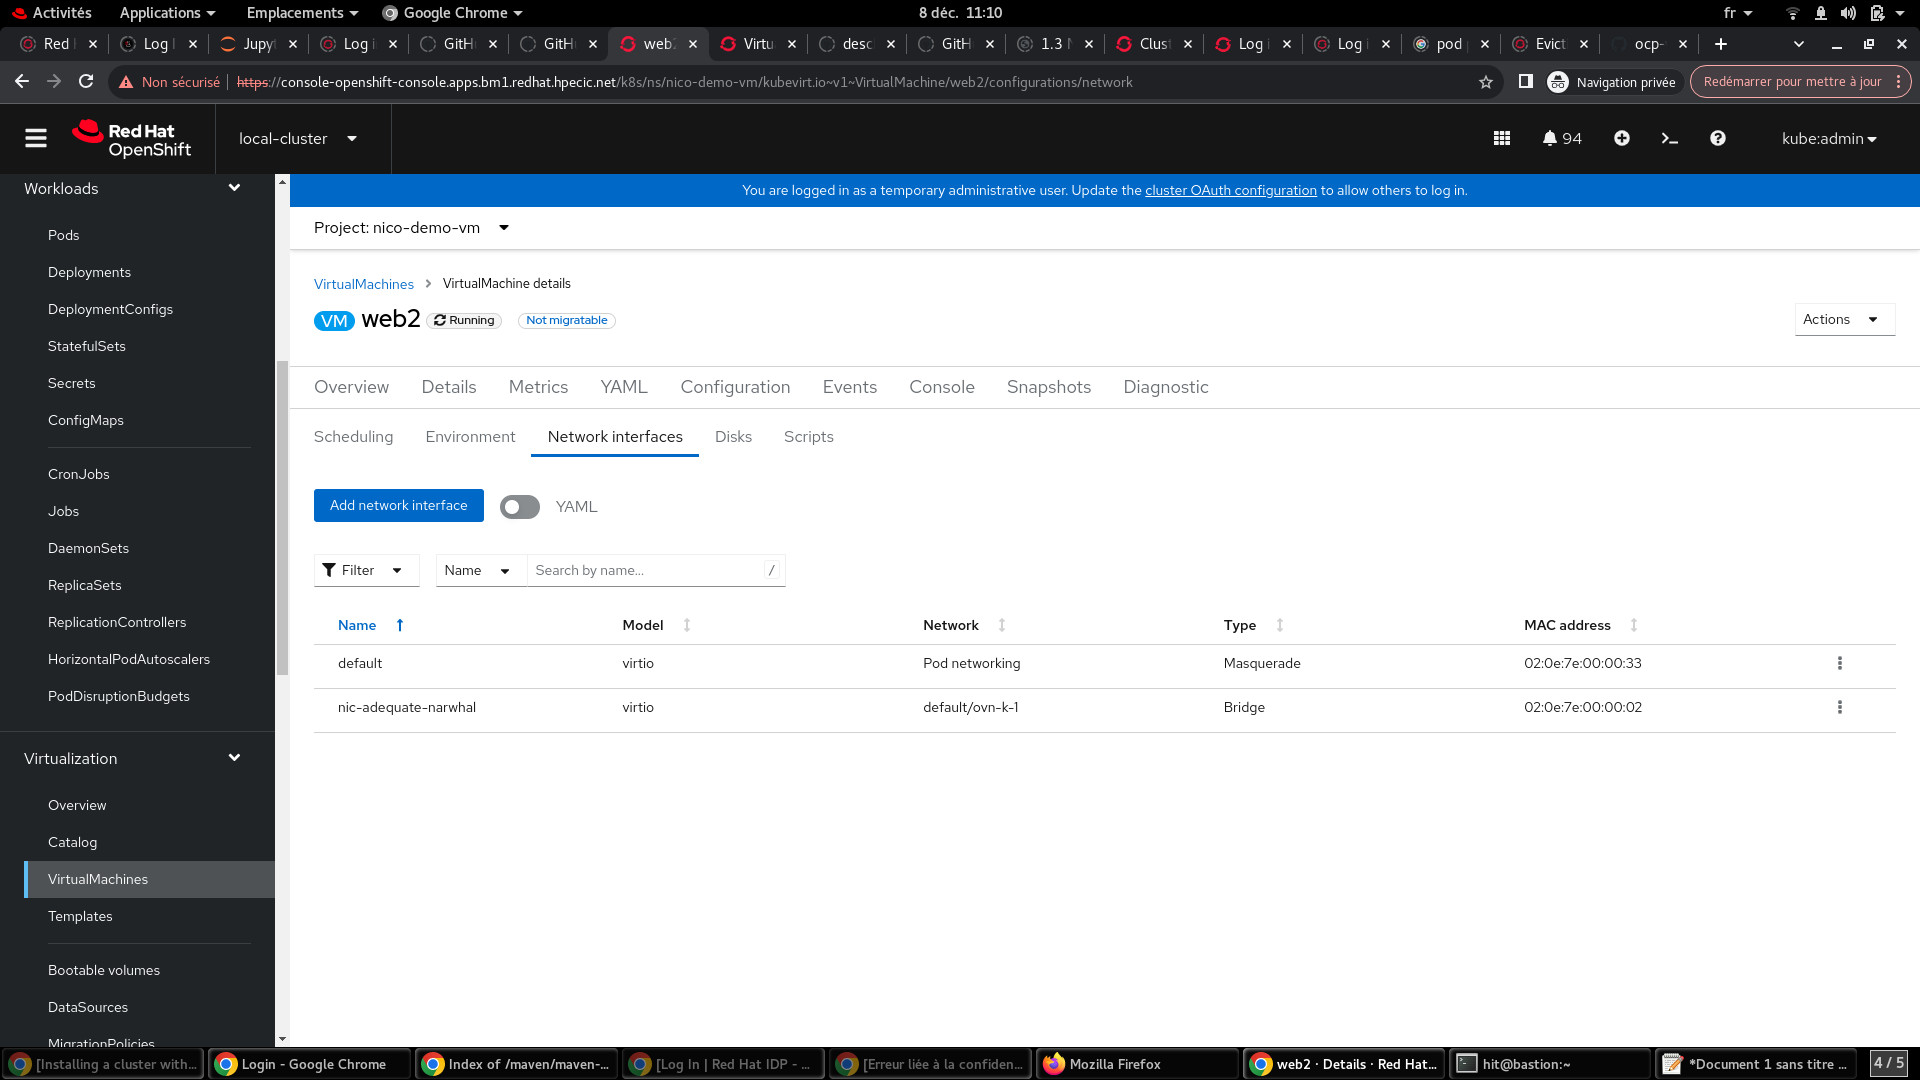 Activités Applications Emplacements Google Chrome 8 déc. 11:10 fr
Red Log Jupyt Log i GitHu GitHu web2 Virtu desc GitH 1.3 Clust Log i Log i pod Evict ocp-
Non sécurisé https://console-openshift-console.apps.bm1.redhat.hpecic.net/k8s/ns/nico-demo-vm/kubevirt.io~v1~VirtualMachine/web2/configurations/network Navigation privée Redémarrer pour mettre à jour
Red Hat
OpenShift
local-cluster
94
kube:admin
You are logged in as a temporary administrative user. Update the cluster OAuth configuration to allow others to log in.
Workloads
Pods
Deployments
DeploymentConfigs
StatefulSets
Secrets
ConfigMaps
CronJobs
Jobs
DaemonSets
ReplicaSets
ReplicationControllers
HorizontalPodAutoscalers
PodDisruptionBudgets
Virtualization
Overview
Catalog
VirtualMachines
Templates
Bootable volumes
DataSources
MigrationPolicies
Project: nico-demo-vm
VirtualMachines VirtualMachine details
VM web2 Running Not migratable
Actions
Overview Details Metrics YAML Configuration Events Console Snapshots Diagnostic
Scheduling Environment Network interfaces Disks Scripts
Add network interface YAML
Filter Name Search by name... /
Name Model Network Type MAC address
default virtio Pod networking Masquerade 02:0e:7e:00:00:33
nic-adequate-narwhal virtio default/ovn-k-1 Bridge 02:0e:7e:00:00:02
[Installing a cluster with... Login - Google Chrome Index of /maven/maven-... [Log In | Red Hat IDP - ... [Erreur liée à la confiden... Mozilla Firefox web2 · Details · Red Hat... hit@bastion:~ *Document 1 sans titre ... 4 / 5